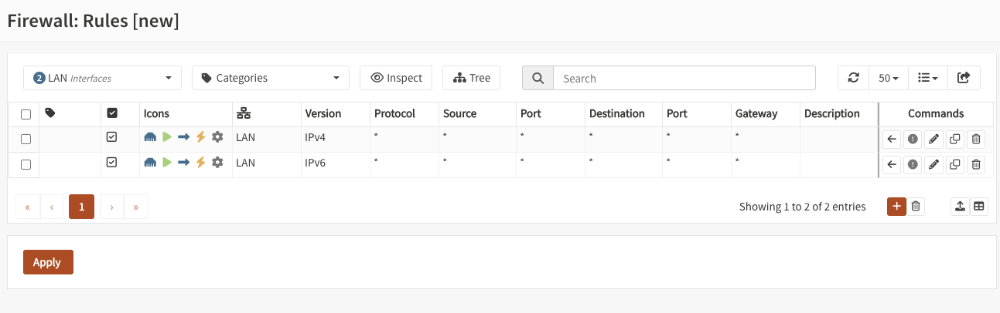 Firewall: Rules [new]
2 LAN Interfaces Categories Inspect Tree Search 50
Icons Version Protocol Source Port Destination Port Gateway Description Commands
LAN IPv4 * * * * * *
LAN IPv6 * * * * * *
« ‹ 1 › » Showing 1 to 2 of 2 entries
Apply